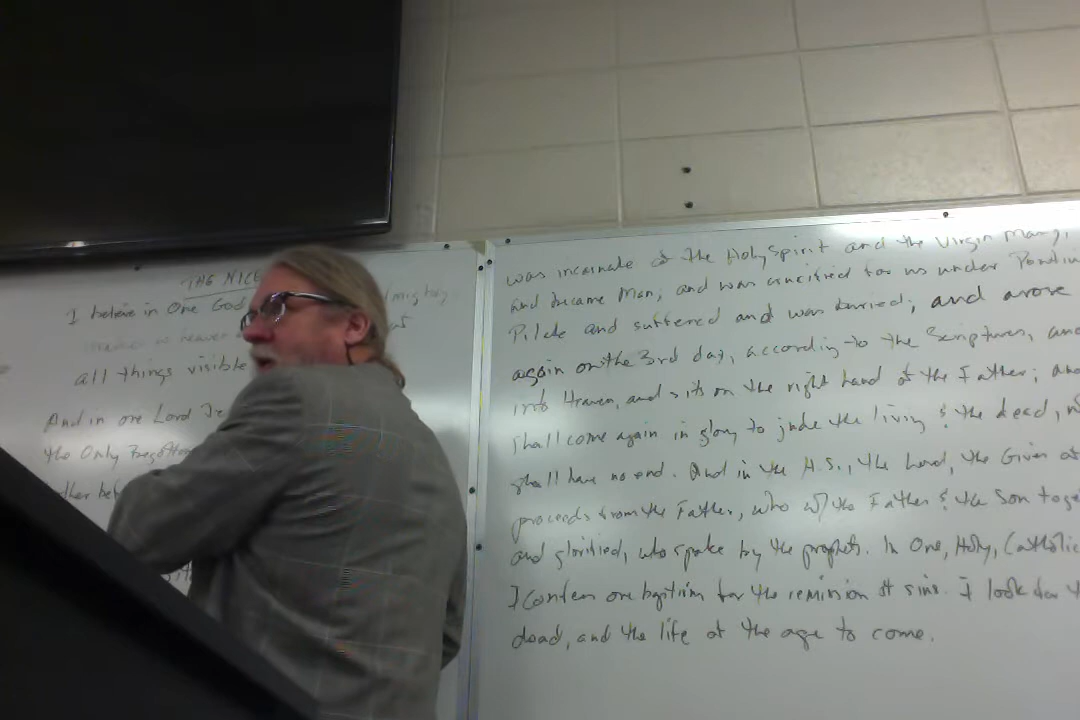 THE NICE
I believe in One God lmighty
heaven
all things visible
And in one Lord Je
the Only Begotten
ther bef
was incarnate of the Holy Spirit and the Virgin Mary,
and became Man; and was crucified for us under Pontiu
Pilate and suffered and was buried; and arose
again on the 3rd day, according to the Scriptures, and
into Heaven, and sits on the right hand of the Father; and
shall come again in glory to judge the living & the dead, w
shall have no end. And in the H.S., the Lord, the Giver of
proceeds from the Father, who w/ the Father & the Son toge
and glorified, who spake by the prophets. In One, Holy, Catholic
I confess one baptism for the remission of sins. I look for t
dead, and the life of the age to come.